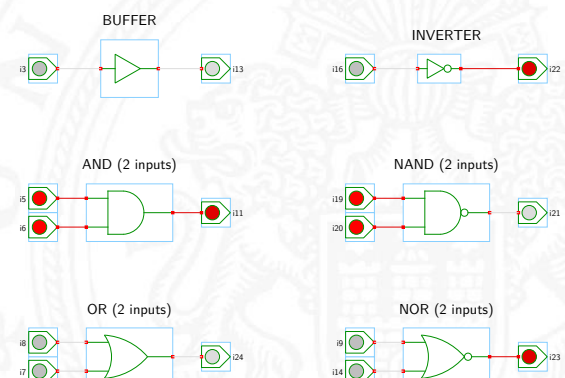 BUFFER
INVERTER
i3
i13
i16
i22
AND (2 inputs)
NAND (2 inputs)
i5
i6
i11
i19
i20
i21
OR (2 inputs)
NOR (2 inputs)
i8
i7
i24
i9
i14
i23